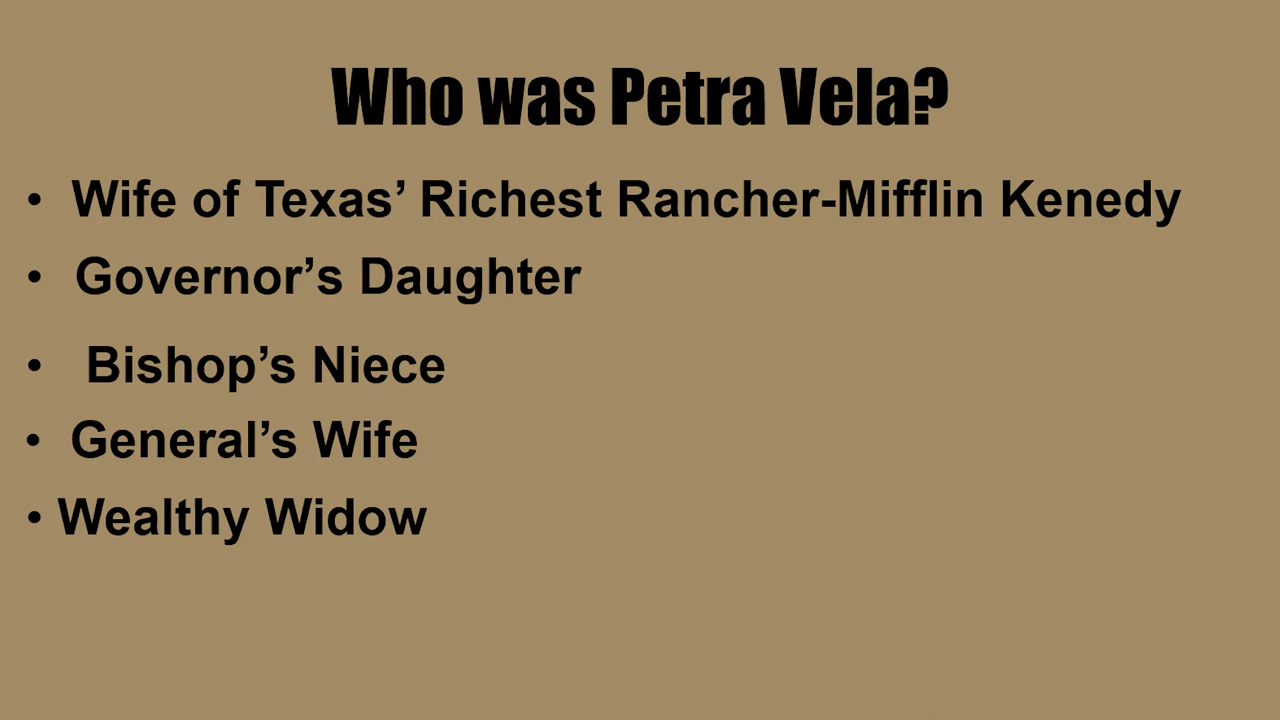 Who was Petra Vela?
• Wife of Texas’ Richest Rancher-Mifflin Kenedy
• Governor’s Daughter
• Bishop’s Niece
• General’s Wife
• Wealthy Widow